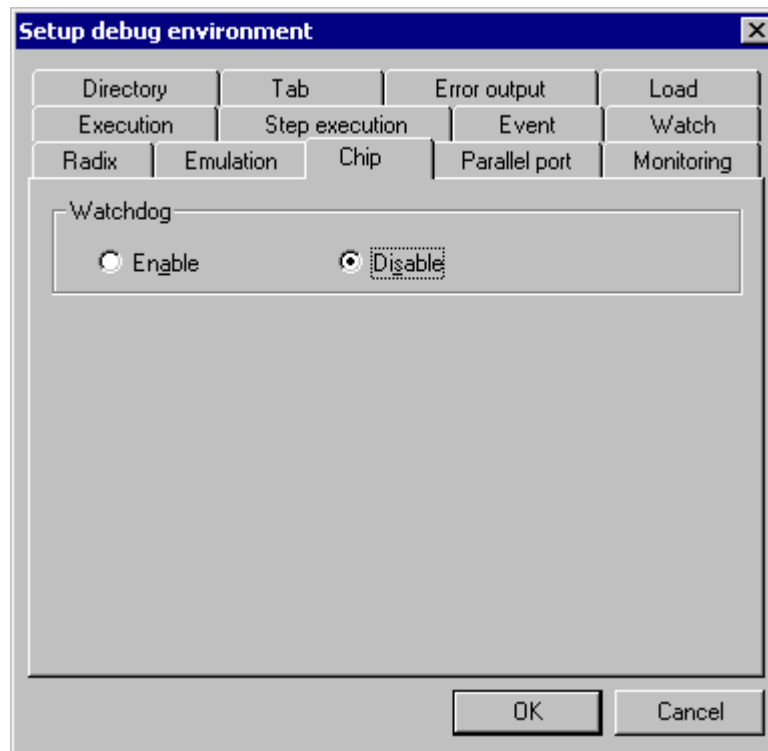 Setup debug environment
Directory Tab Error output Load
Execution Step execution Event Watch
Radix Emulation Chip Parallel port Monitoring
Watchdog
Enable Disable
OK Cancel